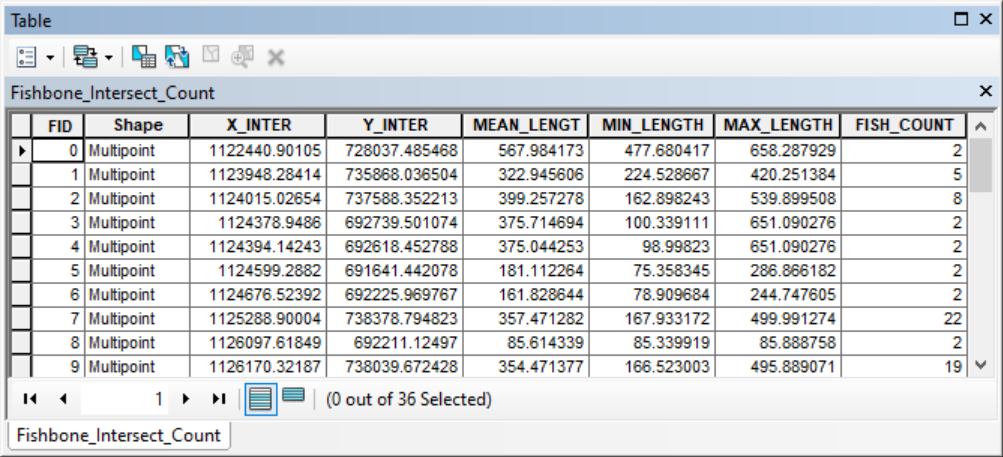 Table
Fishbone_Intersect_Count
FID Shape X_INTER Y_INTER MEAN_LENGT MIN_LENGTH MAX_LENGTH FISH_COUNT
0 Multipoint 1122440.90105 728037.485468 567.984173 477.680417 658.287929 2
1 Multipoint 1123948.28414 735868.036504 322.945606 224.528667 420.251384 5
2 Multipoint 1124015.02654 737588.352213 399.257278 162.898243 539.899508 8
3 Multipoint 1124378.9486 692739.501074 375.714694 100.339111 651.090276 2
4 Multipoint 1124394.14243 692618.452788 375.044253 98.99823 651.090276 2
5 Multipoint 1124599.2882 691641.442078 181.112264 75.358345 286.866182 2
6 Multipoint 1124676.52392 692225.969767 161.828644 78.909684 244.747605 2
7 Multipoint 1125288.90004 738378.794823 357.471282 167.933172 499.991274 22
8 Multipoint 1126097.61849 692211.12497 85.614339 85.339919 85.888758 2
9 Multipoint 1126170.32187 738039.672428 354.471377 166.523003 495.889071 19
1 (0 out of 36 Selected)
Fishbone_Intersect_Count